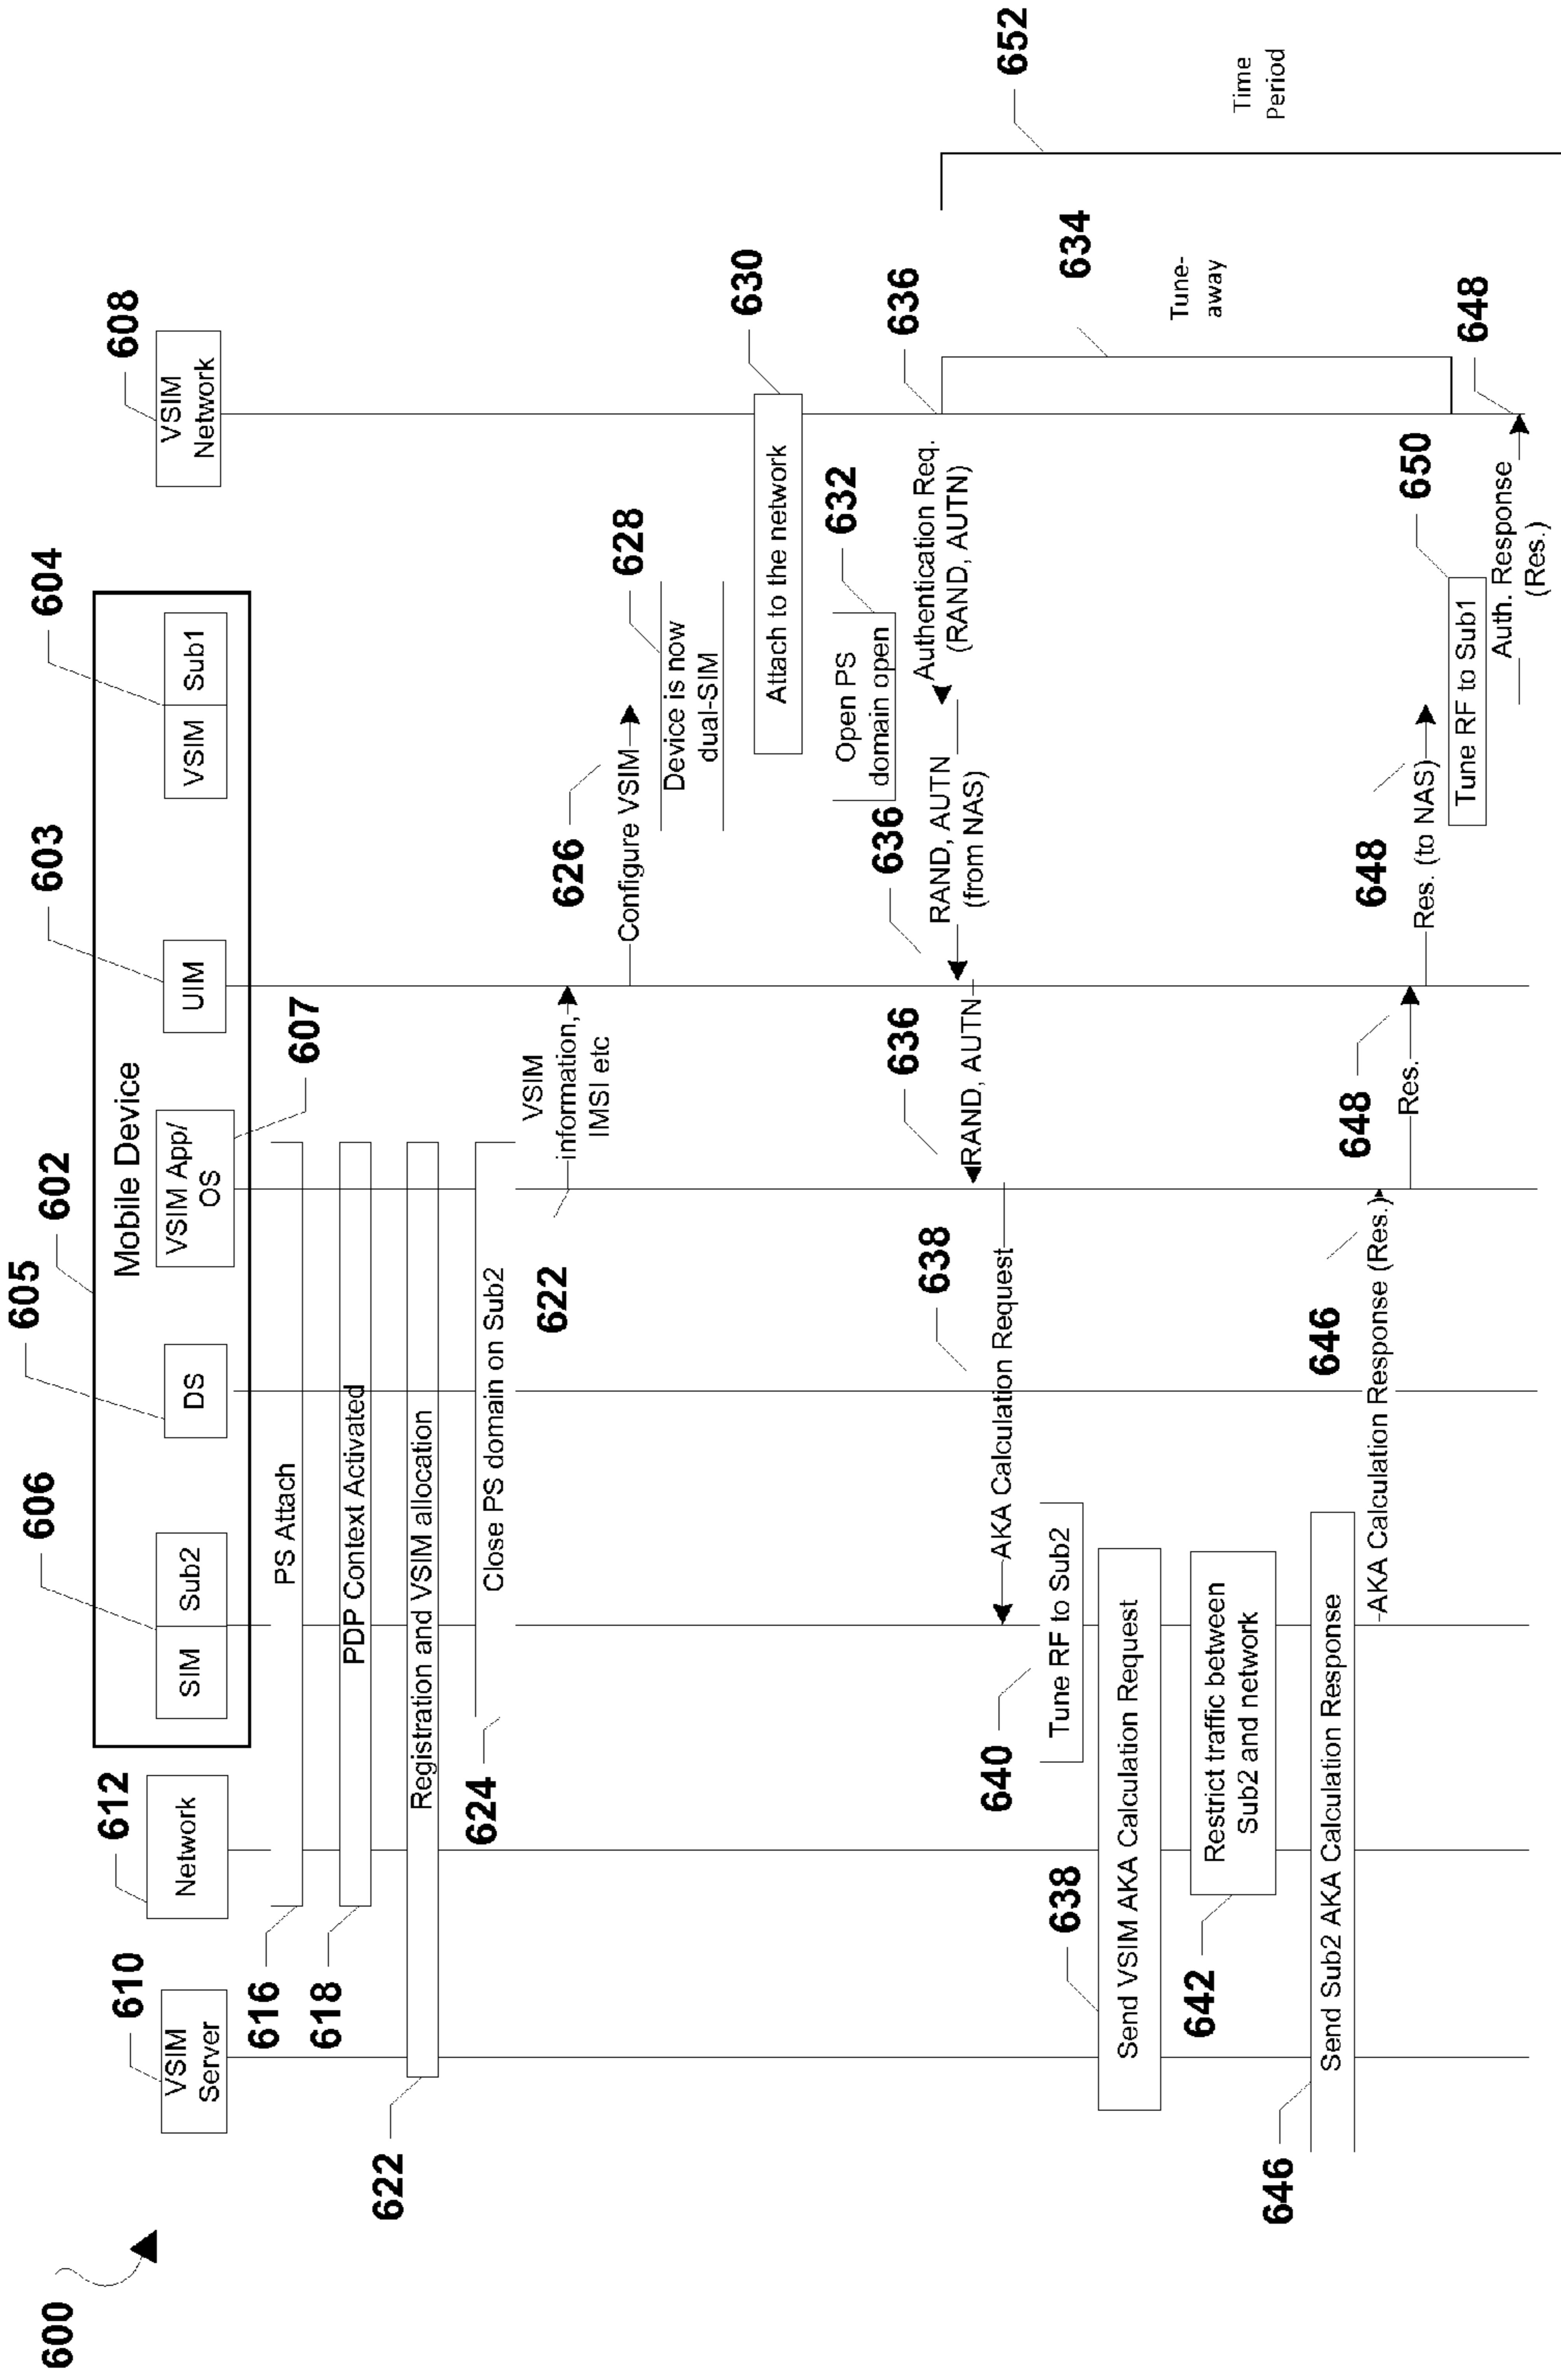 600
602
Mobile Device
610
VSIM
Server
612
Network
606
SIM
Sub2
605
DS
607
VSIM App/
OS
603
UIM
604
VSIM
Sub1
608
VSIM
Network
616
PS Attach
618
PDP Context Activated
622
Registration and VSIM allocation
624
Close PS domain on Sub2
622
VSIM
information,
IMSI etc
626
Configure VSIM
628
Device is now
dual-SIM
630
Attach to the network
632
Open PS
domain open
636
Authentication Req.
(RAND, AUTN)
636
RAND, AUTN
(from NAS)
636
RAND, AUTN
638
AKA Calculation Request
640
Tune RF to Sub2
638
Send VSIM AKA Calculation Request
642
Restrict traffic between
Sub2 and network
646
Send Sub2 AKA Calculation Response
646
AKA Calculation Response (Res.)
648
Res.
648
Res. (to NAS)
650
Tune RF to Sub1
648
Auth. Response
(Res.)
634
Tune-
away
652
Time
Period